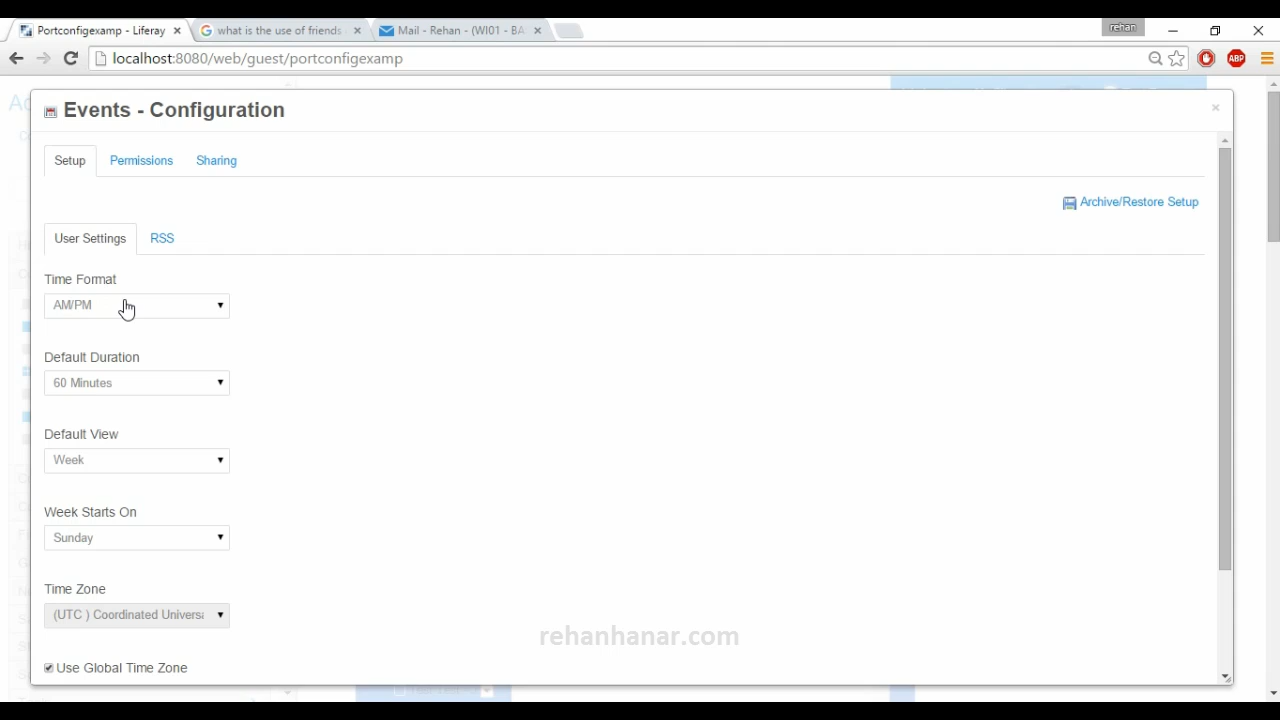 Portconfigexamp - Liferay
what is the use of friends
Mail - Rehan - (WI01 - BA
rehan
localhost:8080/web/guest/portconfigexamp
ABP
Events - Configuration
Setup
Permissions
Sharing
Archive/Restore Setup
User Settings
RSS
Time Format
AM/PM
Default Duration
60 Minutes
Default View
Week
Week Starts On
Sunday
Time Zone
(UTC ) Coordinated Universa
Use Global Time Zone
rehanhanar.com